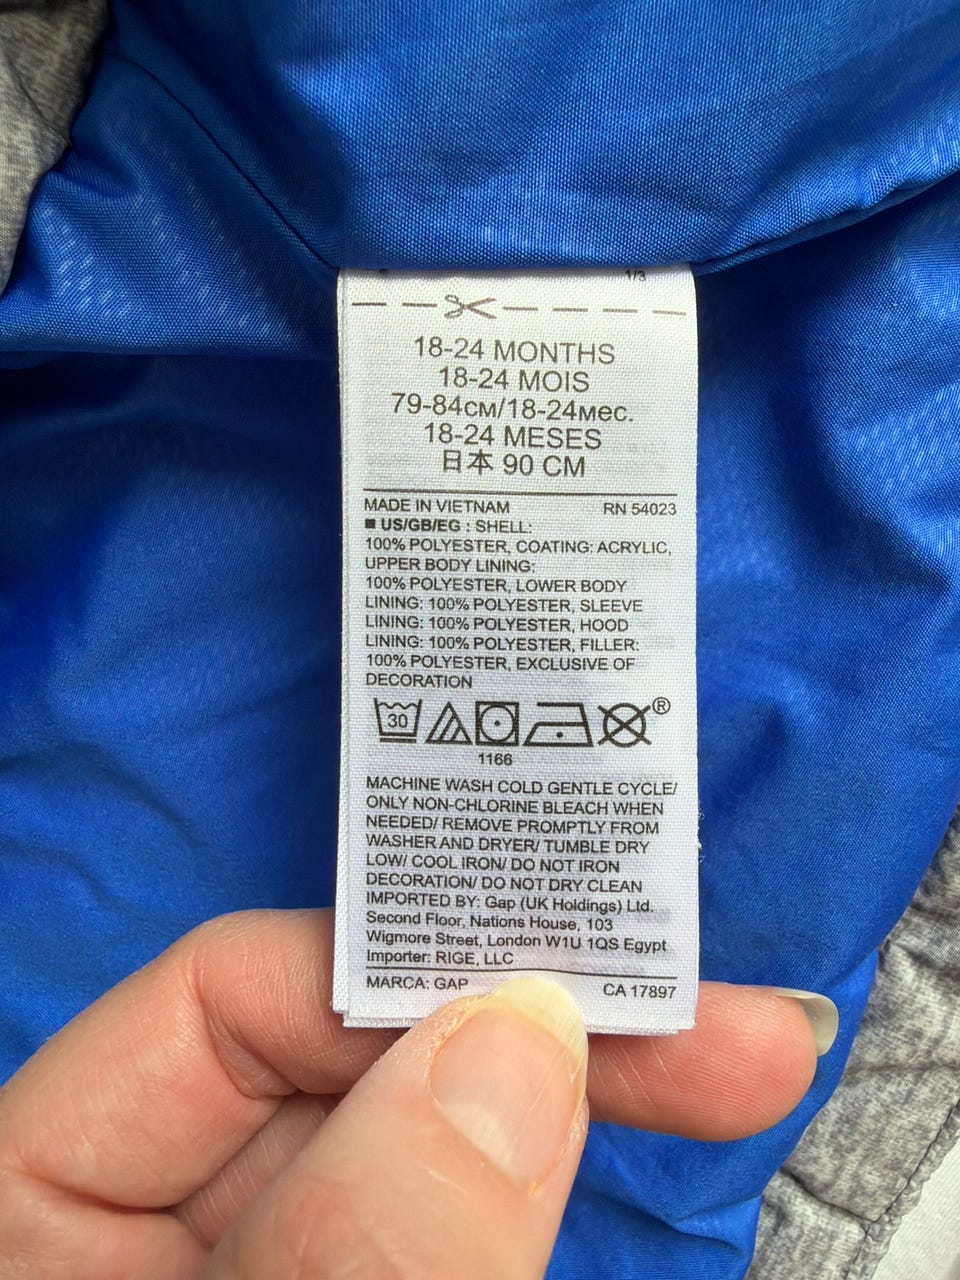 1/3
18-24 MONTHS
18-24 MOIS
79-84см/18-24мес.
18-24 MESES
日本 90 CM
MADE IN VIETNAM RN 54023
■ US/GB/EG : SHELL:
100% POLYESTER, COATING: ACRYLIC,
UPPER BODY LINING:
100% POLYESTER, LOWER BODY
LINING: 100% POLYESTER, SLEEVE
LINING: 100% POLYESTER, HOOD
LINING: 100% POLYESTER, FILLER:
100% POLYESTER, EXCLUSIVE OF
DECORATION
30 ®
1166
MACHINE WASH COLD GENTLE CYCLE/
ONLY NON-CHLORINE BLEACH WHEN
NEEDED/ REMOVE PROMPTLY FROM
WASHER AND DRYER/ TUMBLE DRY
LOW/ COOL IRON/ DO NOT IRON
DECORATION/ DO NOT DRY CLEAN
IMPORTED BY: Gap (UK Holdings) Ltd.
Second Floor, Nations House, 103
Wigmore Street, London W1U 1QS Egypt
Importer: RIGE, LLC
MARCA: GAP CA 17897